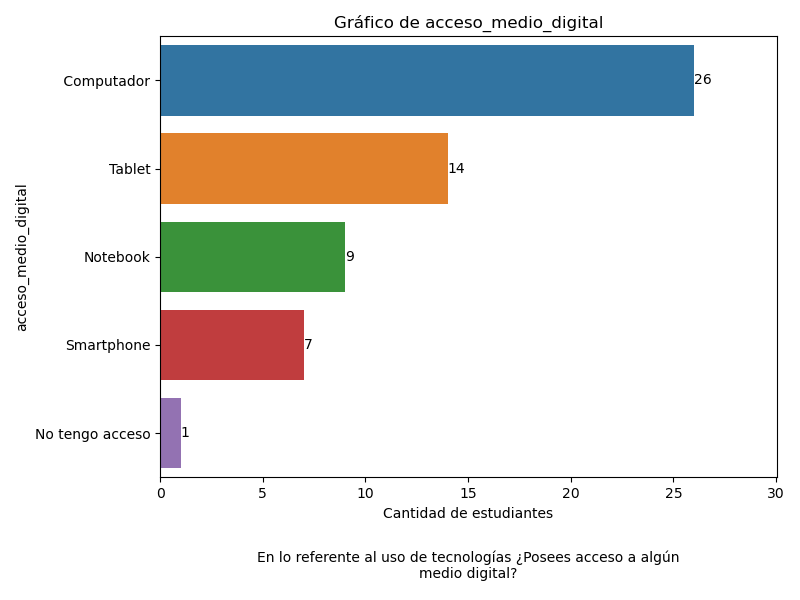 Gráfico de acceso_medio_digital
Computador
26
Tablet
14
Notebook
9
Smartphone
7
No tengo acceso
1
acceso_medio_digital
0 5 10 15 20 25 30
Cantidad de estudiantes
En lo referente al uso de tecnologías ¿Posees acceso a algún
medio digital?